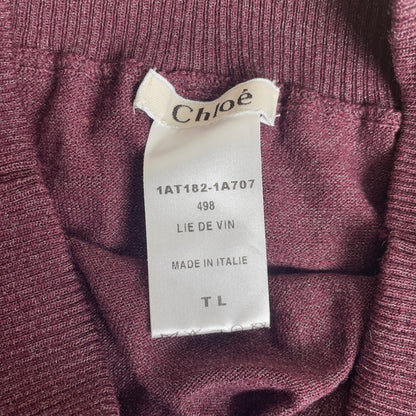 Chloé
1AT182-1A707
498
LIE DE VIN
MADE IN ITALIE
T L